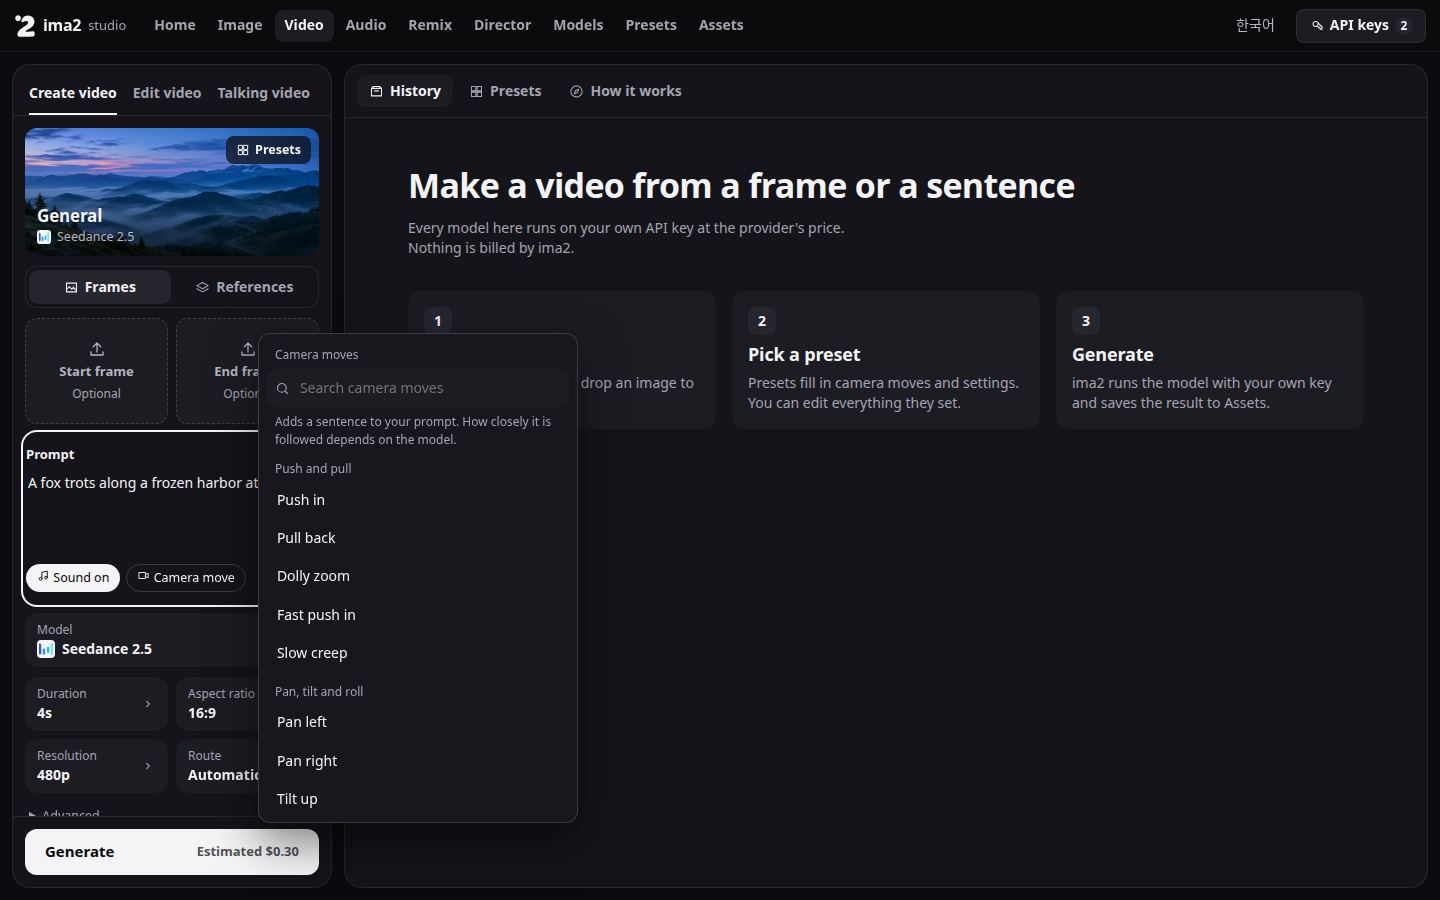 ima2 studio
Home
Image
Video
Audio
Remix
Director
Models
Presets
Assets
한국어
API keys 2
Create video
Edit video
Talking video
Presets
General
Seedance 2.5
Frames
References
Start frame
Optional
End fra
Option
Prompt
A fox trots along a frozen harbor at
Sound on
Camera move
Model
Seedance 2.5
Duration
4s
Aspect ratio
16:9
Resolution
480p
Route
Automatic
Advanced
Generate
Estimated $0.30
Camera moves
Search camera moves
Adds a sentence to your prompt. How closely it is
followed depends on the model.
Push and pull
Push in
Pull back
Dolly zoom
Fast push in
Slow creep
Pan, tilt and roll
Pan left
Pan right
Tilt up
History
Presets
How it works
Make a video from a frame or a sentence
Every model here runs on your own API key at the provider's price.
Nothing is billed by ima2.
1
drop an image to
2
Pick a preset
Presets fill in camera moves and settings.
You can edit everything they set.
3
Generate
ima2 runs the model with your own key
and saves the result to Assets.